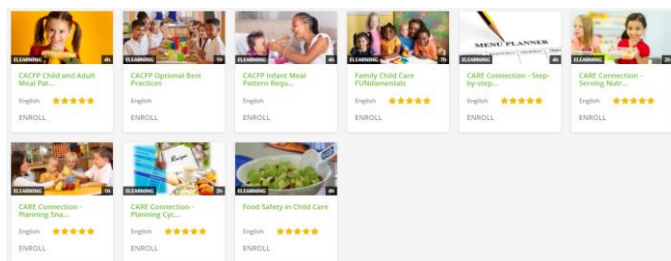 ELEARNING 4h
CACFP Child and Adult
Meal Pat...
English
ENROLL
ELEARNING 1h
CACFP Optional Best
Practices
English
ENROLL
ELEARNING 4h
CACFP Infant Meal
Pattern Requ...
English
ENROLL
ELEARNING 7h
Family Child Care
FUNdamentals
English
ENROLL
MENU PLANNER
ELEARNING 4h
CARE Connection - Step-
by-step...
English
ENROLL
ELEARNING
CARE Connection -
Serving Nutr...
English
ENROLL
ELEARNING 1h
CARE Connection -
Planning Sna...
English
ENROLL
Recipes
ELEARNING 2h
CARE Connection -
Planning Cyc...
English
ENROLL
ELEARNING 4h
Food Safety in Child Care
English
ENROLL